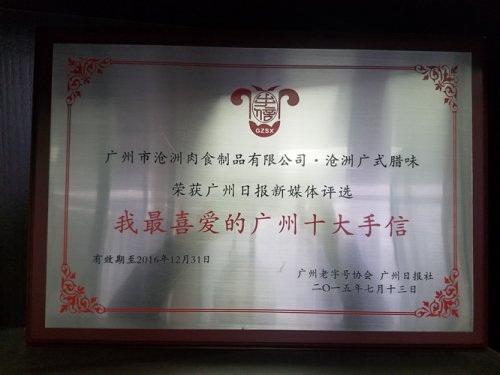 手信
GZSX
广州市沧洲肉食制品有限公司·沧洲广式腊味
荣获广州日报新媒体评选
我最喜爱的广州十大手信
有效期至2016年12月31日
广州老字号协会 广州日报社
二〇一五年七月十三日